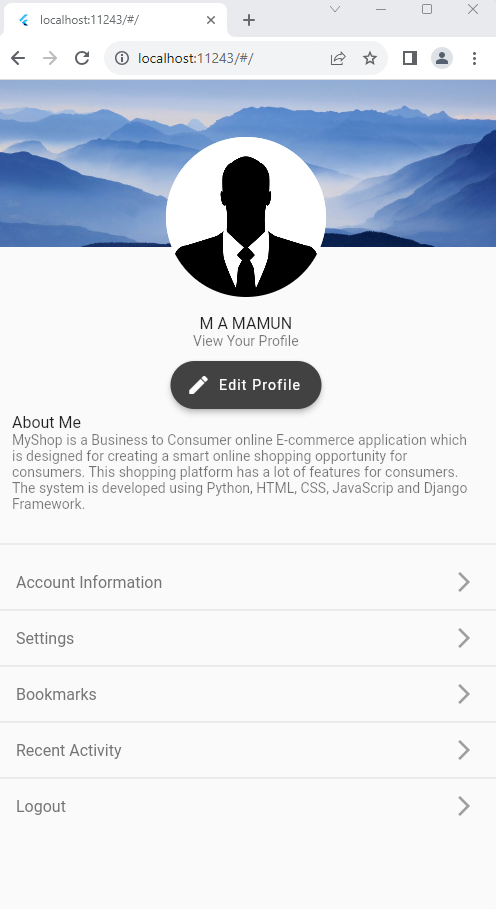 localhost:11243/#/
localhost:11243/#/
M A MAMUN
View Your Profile
Edit Profile
About Me
MyShop is a Business to Consumer online E-commerce application which
is designed for creating a smart online shopping opportunity for
consumers. This shopping platform has a lot of features for consumers.
The system is developed using Python, HTML, CSS, JavaScrip and Django
Framework.
Account Information
Settings
Bookmarks
Recent Activity
Logout